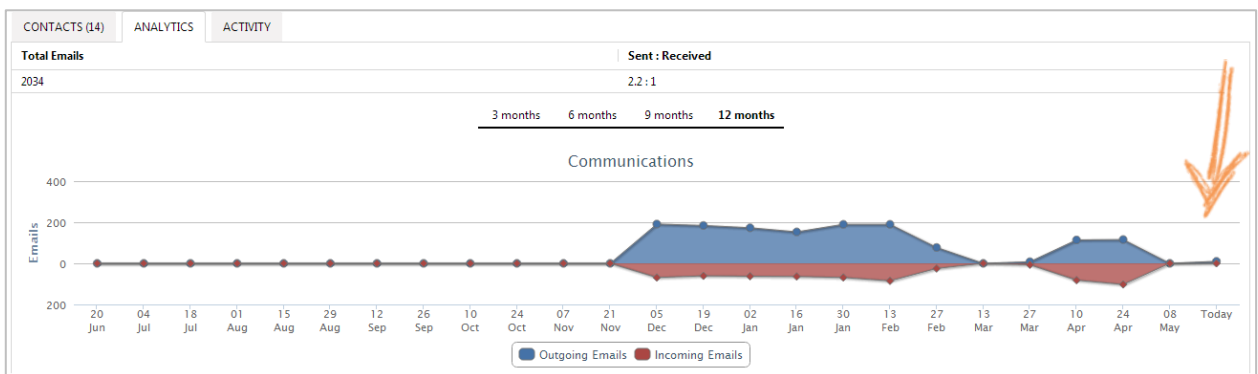 CONTACTS (14) ANALYTICS ACTIVITY
Total Emails Sent : Received
2034 2.2 : 1
3 months 6 months 9 months 12 months
Communications
400
200
0
200
Emails
20 Jun 04 Jul 18 Jul 01 Aug 15 Aug 29 Aug 12 Sep 26 Sep 10 Oct 24 Oct 07 Nov 21 Nov 05 Dec 19 Dec 02 Jan 16 Jan 30 Jan 13 Feb 27 Feb 13 Mar 27 Mar 10 Apr 24 Apr 08 May Today
Outgoing Emails Incoming Emails